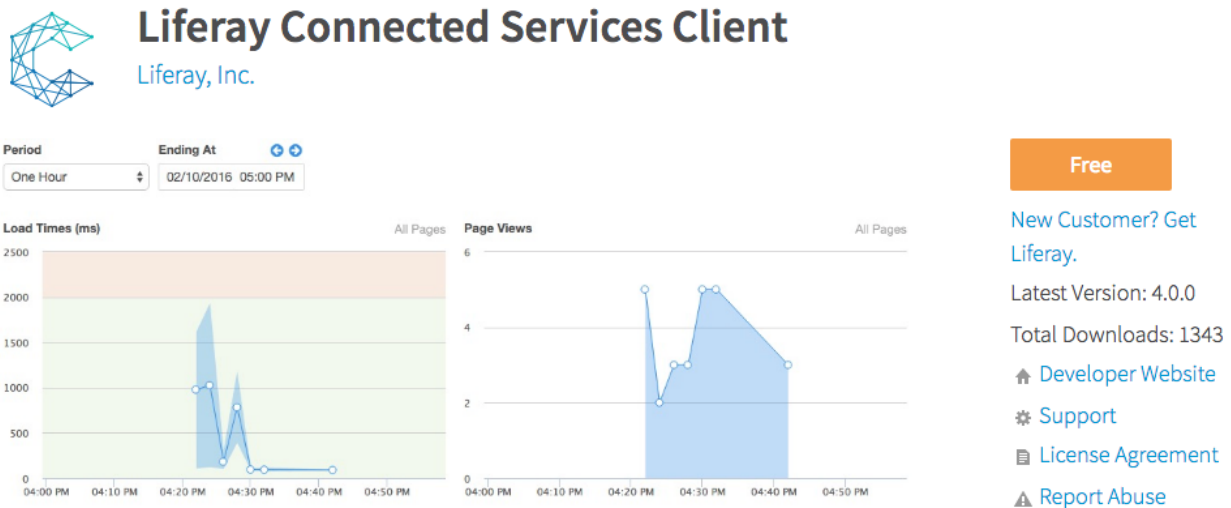 Liferay Connected Services Client
Liferay, Inc.
Period
Ending At
One Hour
02/10/2016 05:00 PM
Load Times (ms)
All Pages
2500
2000
1500
1000
500
0
04:00 PM 04:10 PM 04:20 PM 04:30 PM 04:40 PM 04:50 PM
Page Views
All Pages
6
4
2
0
04:00 PM 04:10 PM 04:20 PM 04:30 PM 04:40 PM 04:50 PM
Free
New Customer? Get
Liferay.
Latest Version: 4.0.0
Total Downloads: 1343
Developer Website
Support
License Agreement
Report Abuse